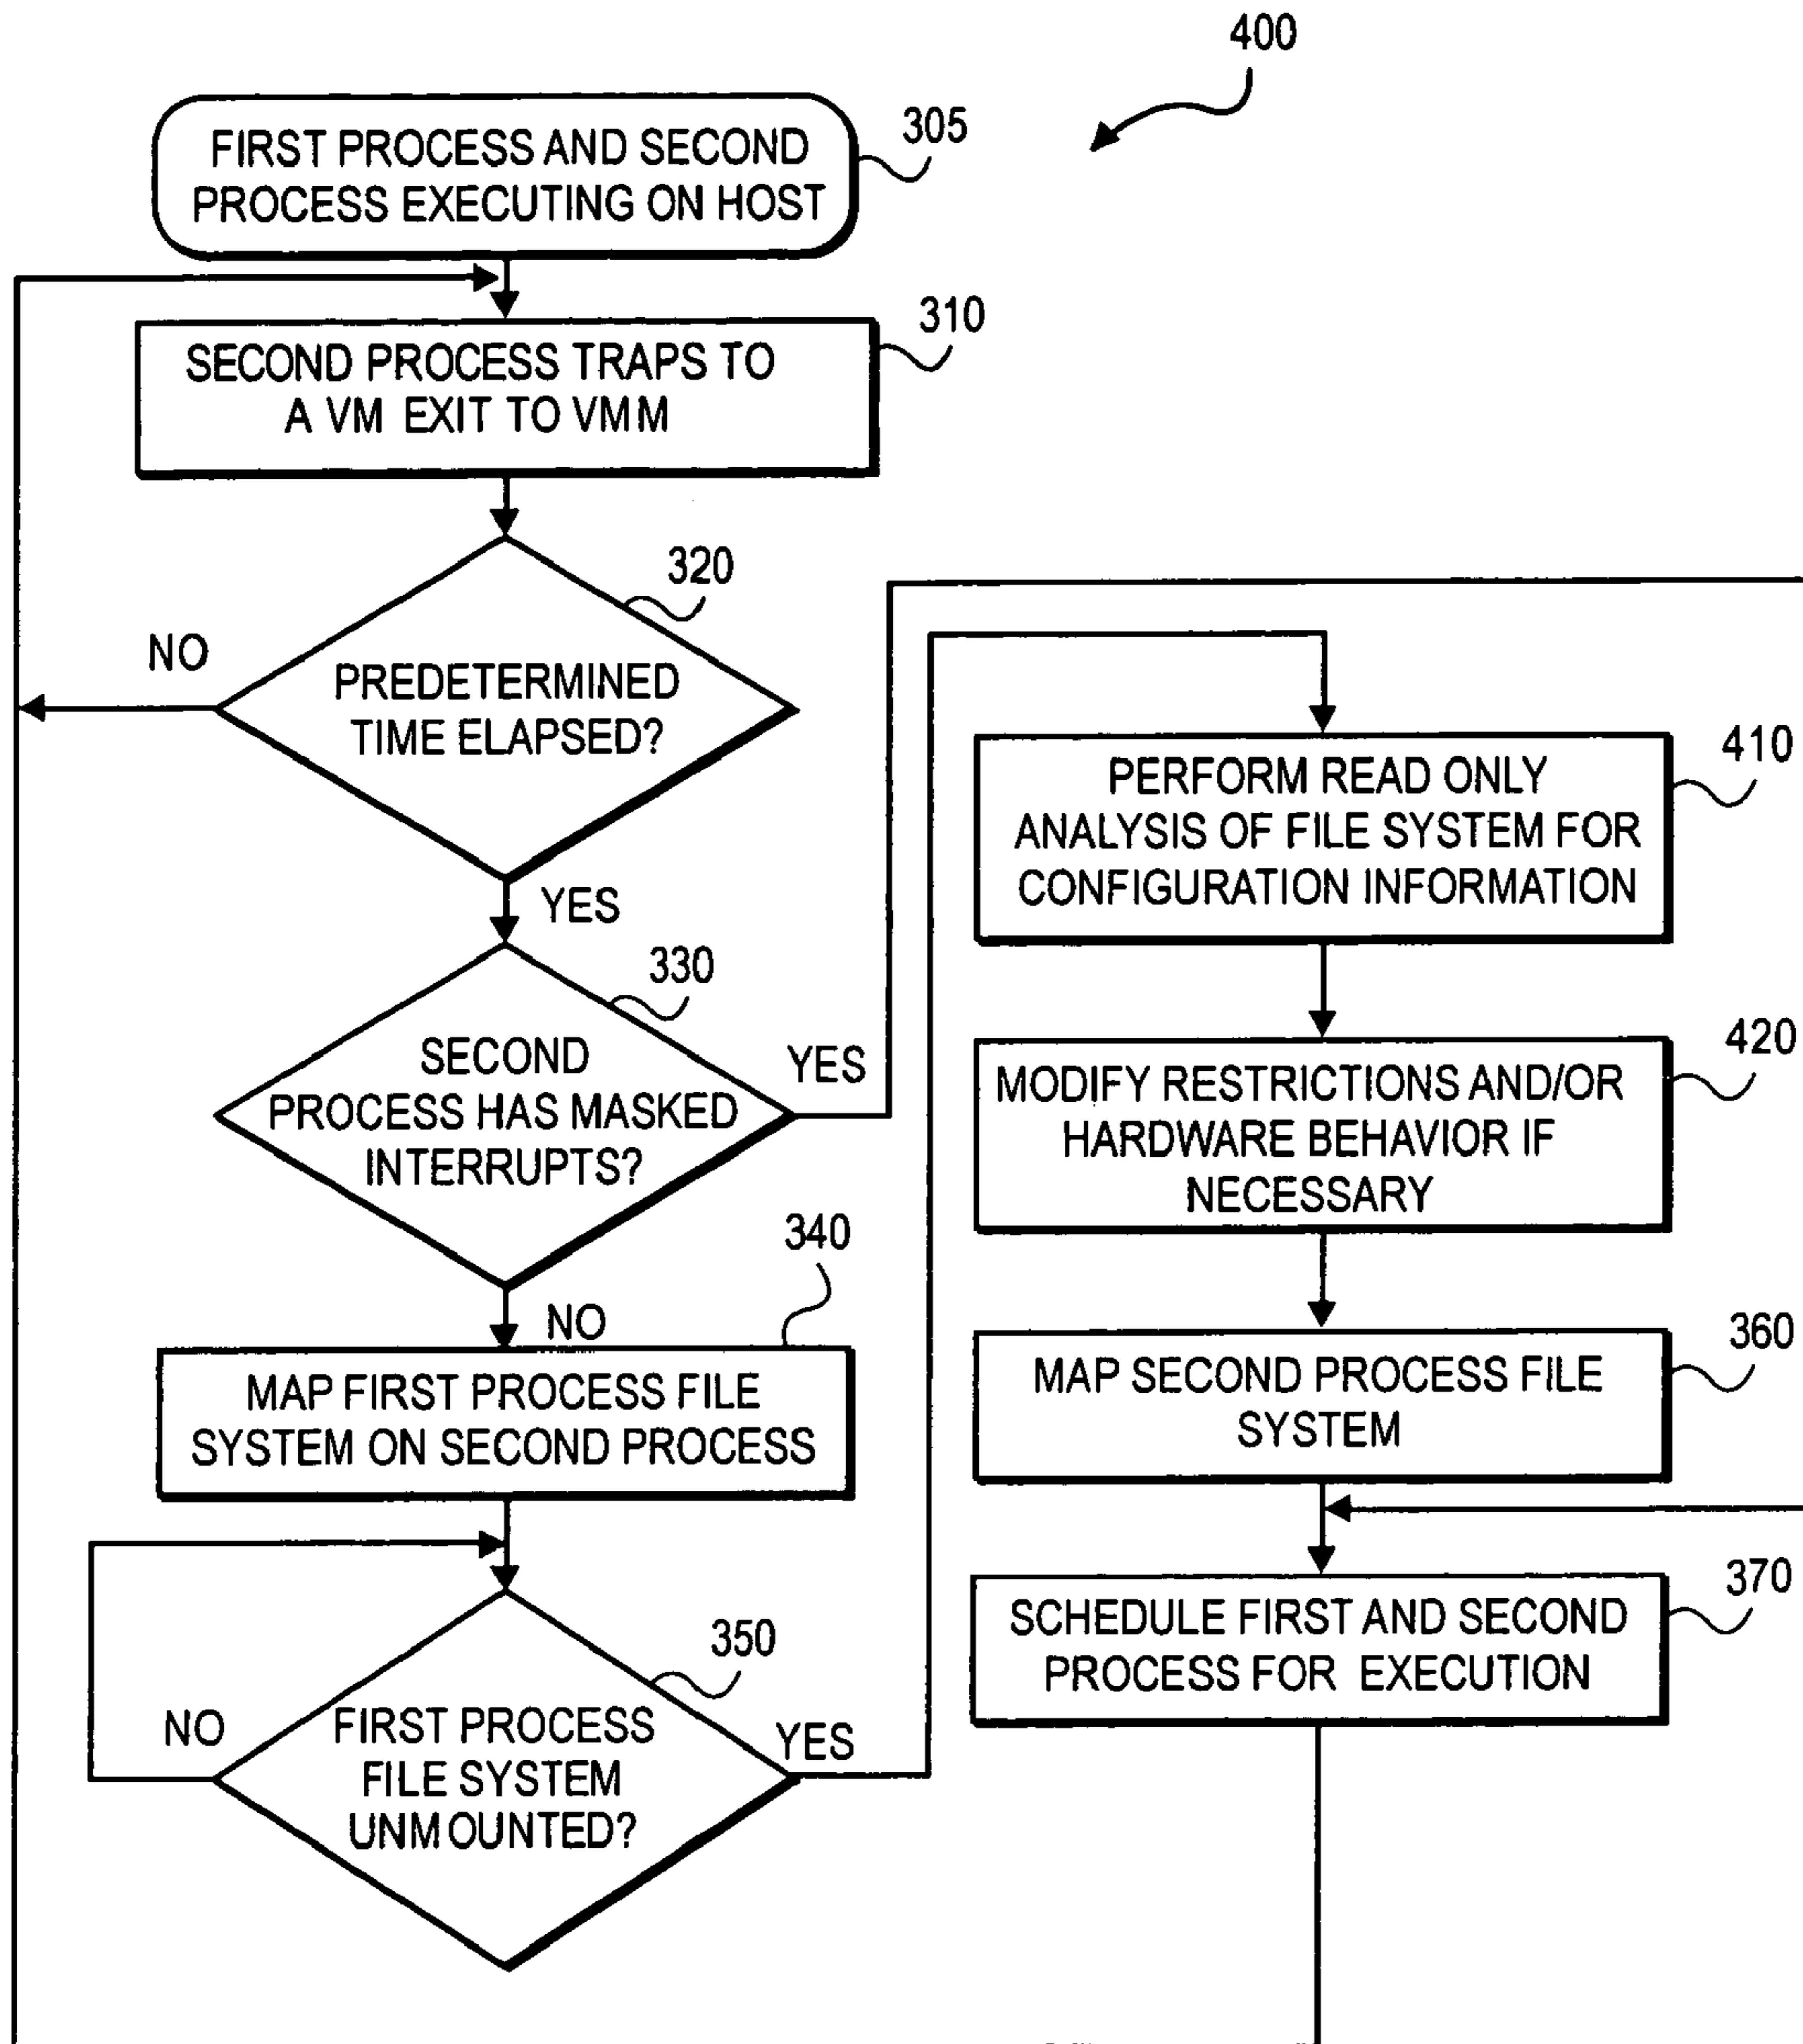 400
FIRST PROCESS AND SECOND
PROCESS EXECUTING ON HOST
305
SECOND PROCESS TRAPS TO
A VM EXIT TO VMM
310
PREDETERMINED
TIME ELAPSED?
320
NO
YES
SECOND
PROCESS HAS MASKED
INTERRUPTS?
330
YES
NO
MAP FIRST PROCESS FILE
SYSTEM ON SECOND PROCESS
340
FIRST PROCESS
FILE SYSTEM
UNMOUNTED?
350
NO
YES
PERFORM READ ONLY
ANALYSIS OF FILE SYSTEM FOR
CONFIGURATION INFORMATION
410
MODIFY RESTRICTIONS AND/OR
HARDWARE BEHAVIOR IF
NECESSARY
420
MAP SECOND PROCESS FILE
SYSTEM
360
SCHEDULE FIRST AND SECOND
PROCESS FOR EXECUTION
370